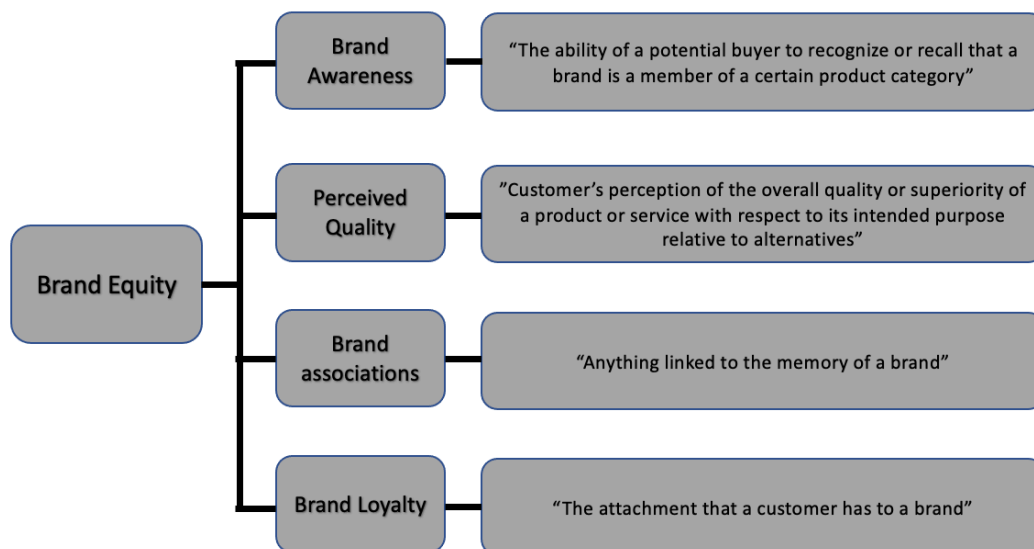 Brand
Awareness
“The ability of a potential buyer to recognize or recall that a
brand is a member of a certain product category”
Perceived
Quality
”Customer’s perception of the overall quality or superiority of
a product or service with respect to its intended purpose
relative to alternatives”
Brand Equity
Brand
associations
“Anything linked to the memory of a brand”
Brand Loyalty
“The attachment that a customer has to a brand”